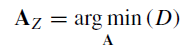 A_Z = arg min (D)
A